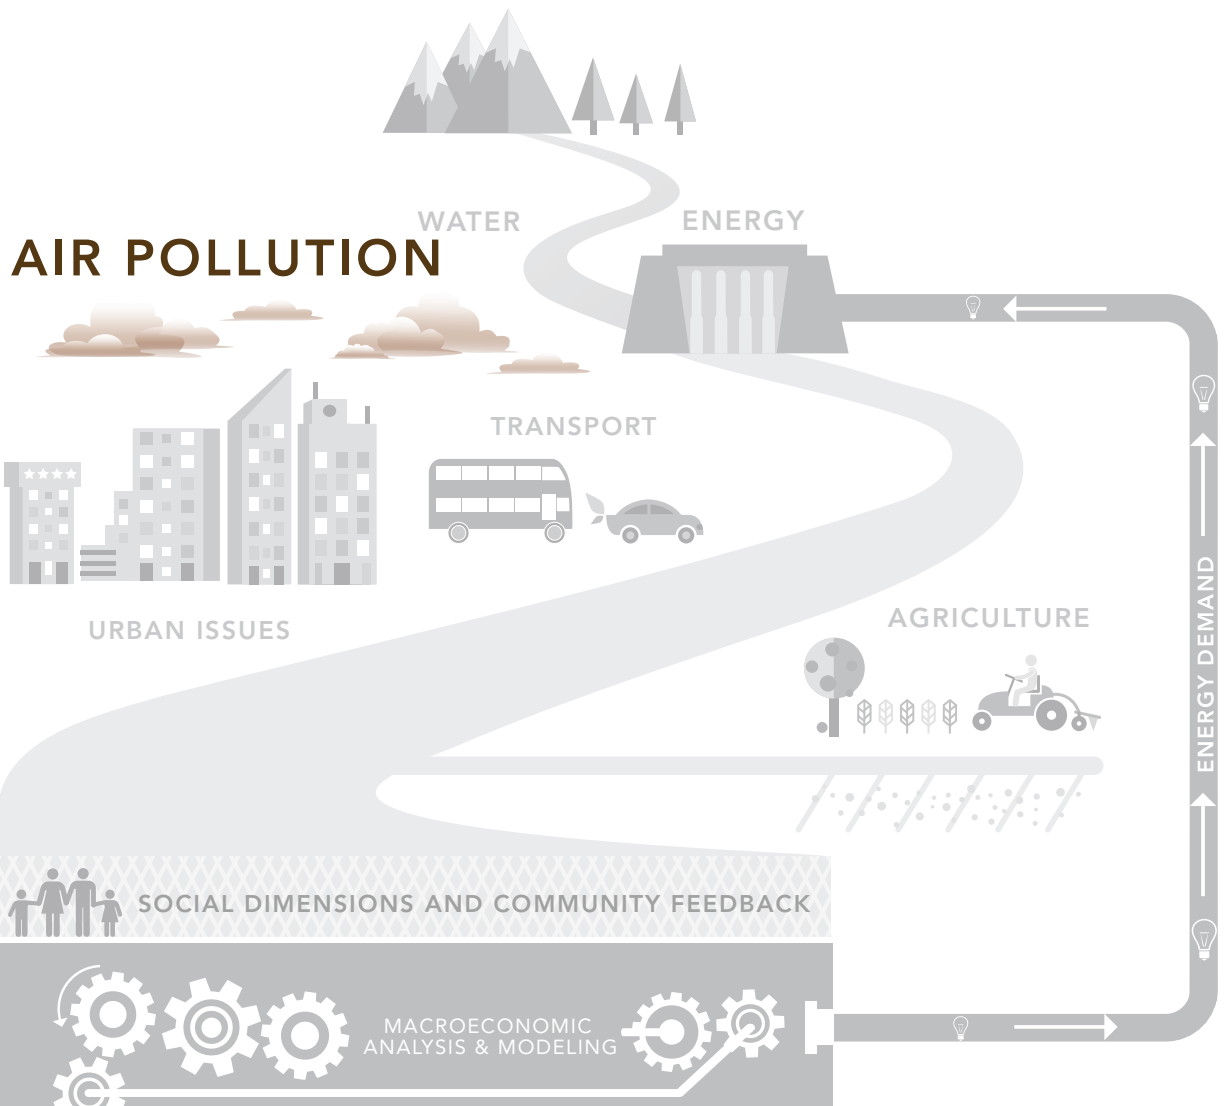 WATER
ENERGY
AIR POLLUTION
TRANSPORT
URBAN ISSUES
AGRICULTURE
ENERGY DEMAND
SOCIAL DIMENSIONS AND COMMUNITY FEEDBACK
MACROECONOMIC
ANALYSIS & MODELING